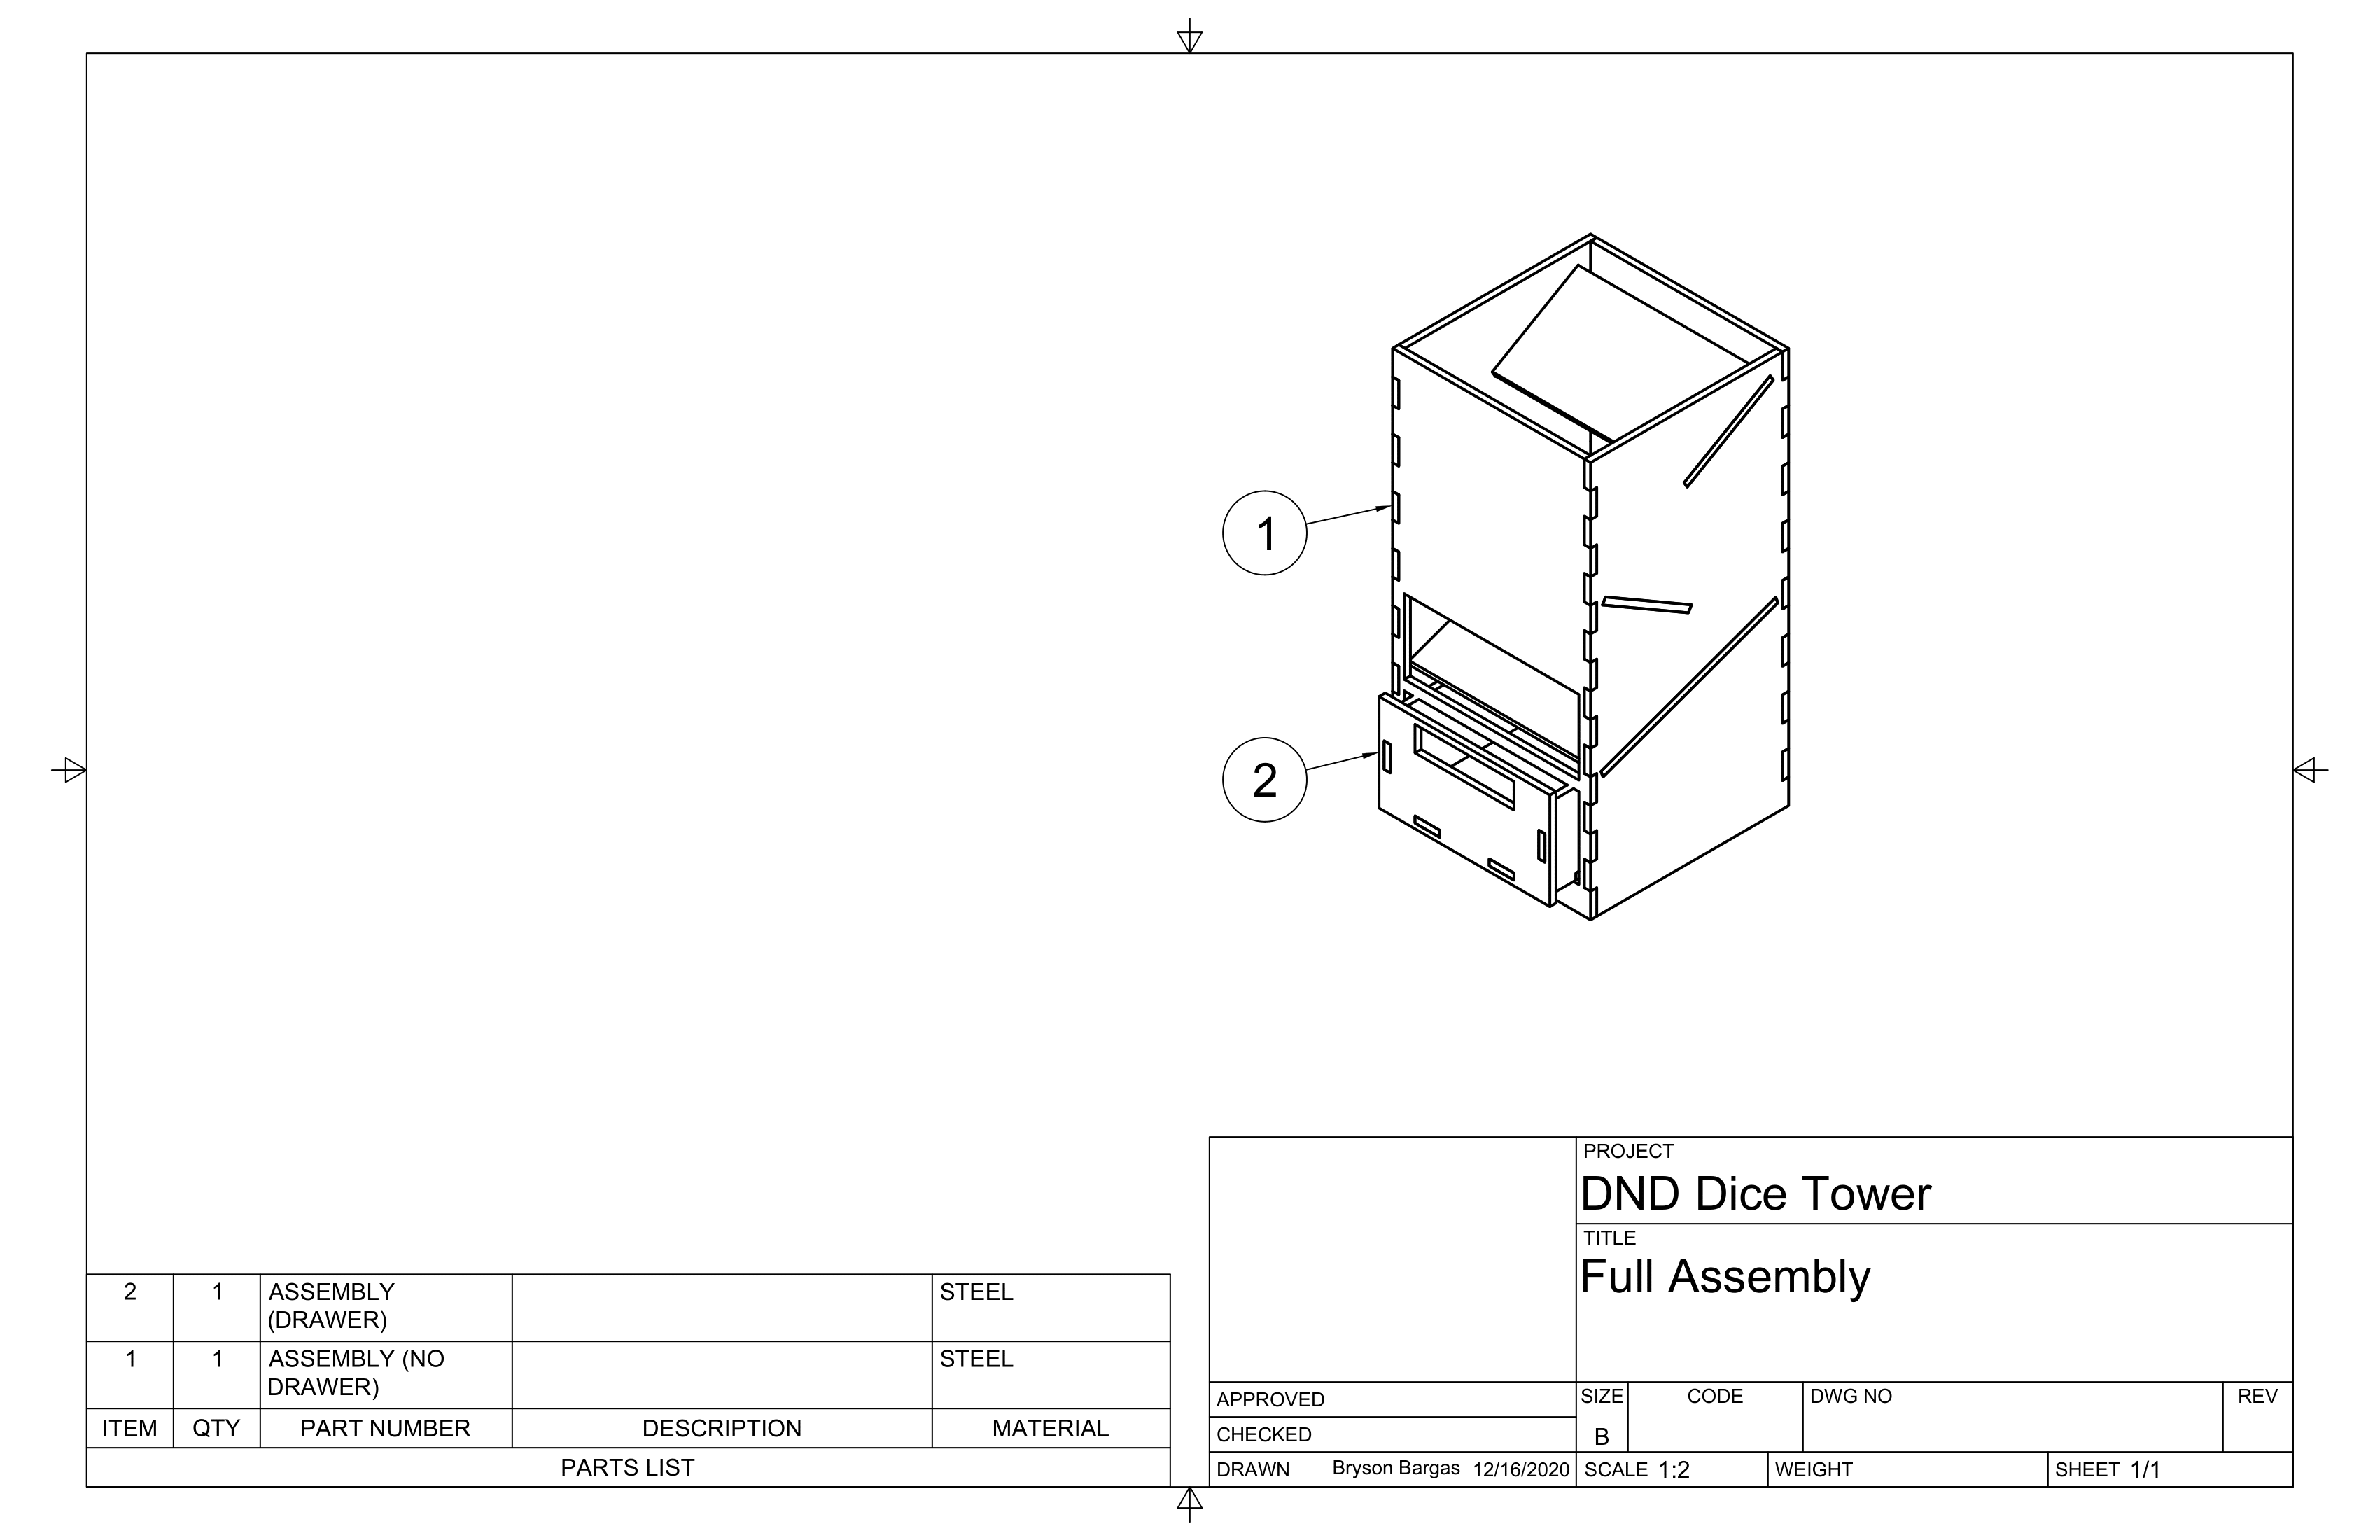 1
2
2 1 ASSEMBLY STEEL
(DRAWER)
1 1 ASSEMBLY (NO STEEL
DRAWER)
ITEM QTY PART NUMBER DESCRIPTION MATERIAL
PARTS LIST
PROJECT
DND Dice Tower
TITLE
Full Assembly
APPROVED
CHECKED
DRAWN Bryson Bargas 12/16/2020
SIZE CODE DWG NO REV
B
SCALE 1:2 WEIGHT SHEET 1/1